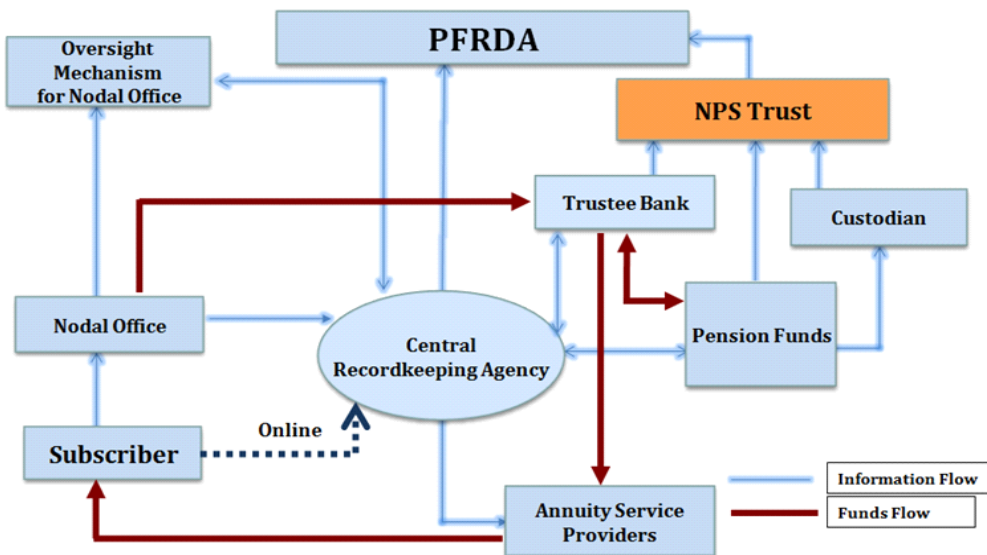 PFRDA
Oversight
Mechanism
for Nodal Office
NPS Trust
Trustee Bank
Custodian
Nodal Office
Central
Recordkeeping Agency
Pension Funds
Online
Subscriber
Annuity Service
Providers
Information Flow
Funds Flow